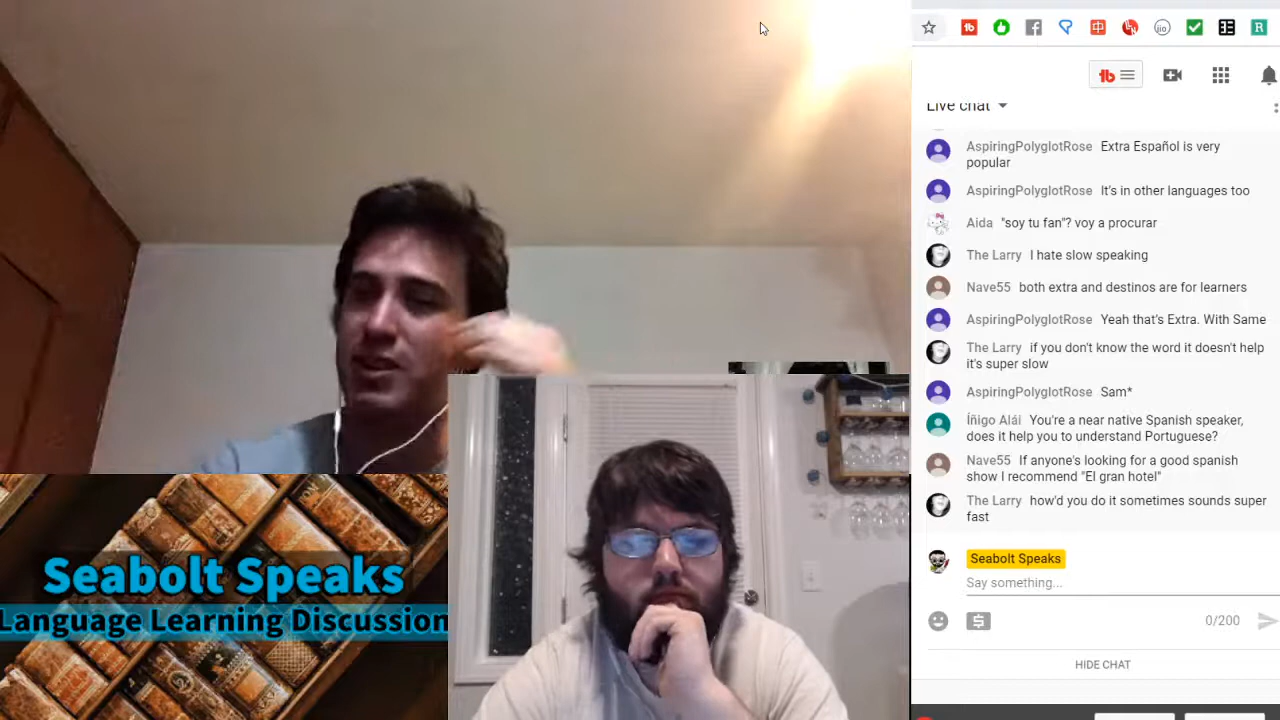 Live chat
AspiringPolyglotRose Extra Español is very
popular
AspiringPolyglotRose It's in other languages too
Aida "soy tu fan"? voy a procurar
The Larry I hate slow speaking
Nave55 both extra and destinos are for learners
AspiringPolyglotRose Yeah that's Extra. With Same
The Larry if you don't know the word it doesn't help
it's super slow
AspiringPolyglotRose Sam*
Íñigo Alái You're a near native Spanish speaker,
does it help you to understand Portuguese?
Nave55 If anyone's looking for a good spanish
show I recommend "El gran hotel"
The Larry how'd you do it sometimes sounds super
fast
Seabolt Speaks
Say something...
0/200
HIDE CHAT
Seabolt Speaks
Language Learning Discussion